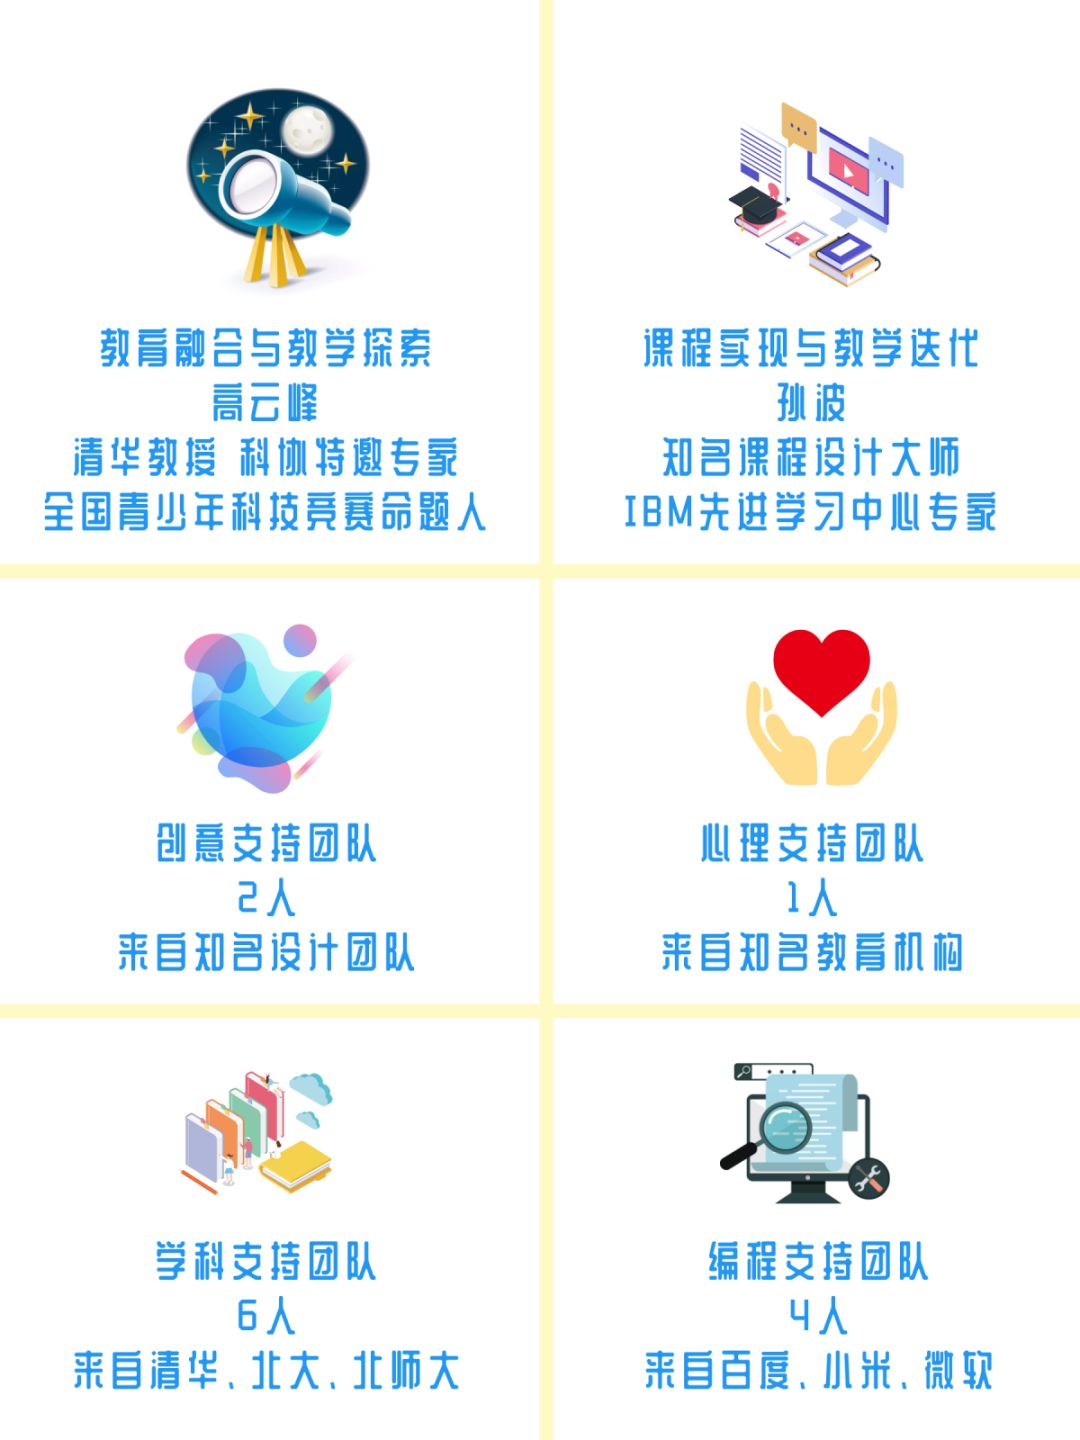 教育融合与教学探索
高云峰
清华教授 科协特邀专家
全国青少年科技竞赛命题人
课程实现与教学迭代
孙波
知名课程设计大师
IBM先进学习中心专家
创意支持团队
2人
来自知名设计团队
心理支持团队
1人
来自知名教育机构
学科支持团队
6人
来自清华、北大、北师大
编程支持团队
4人
来自百度、小米、微软